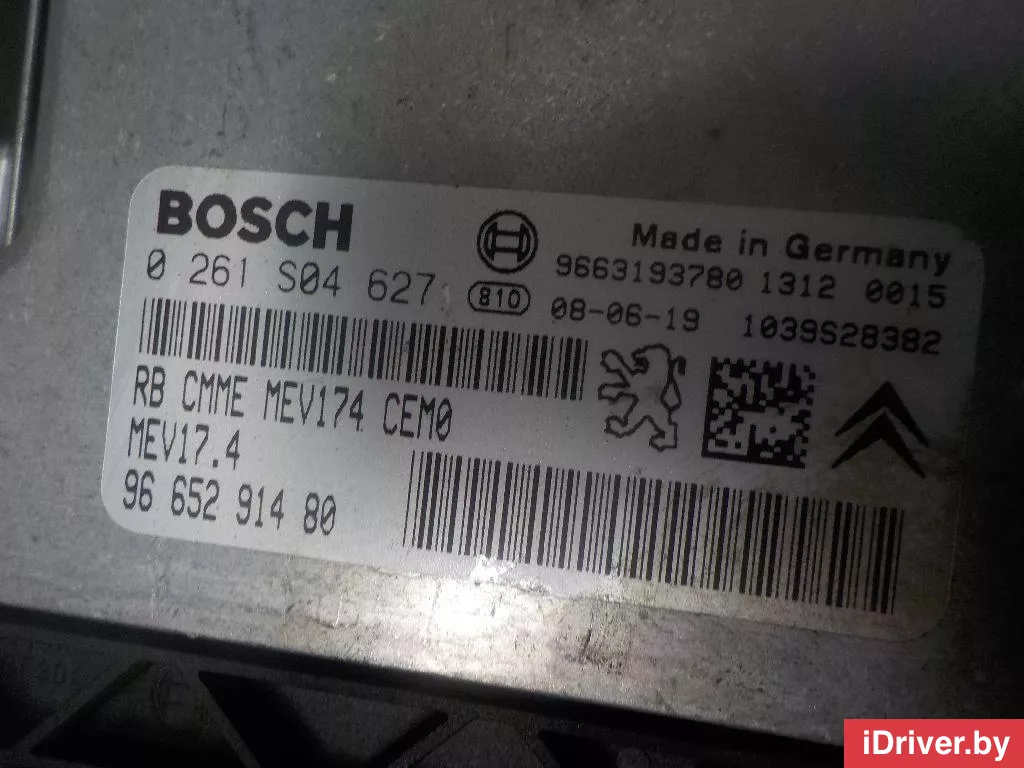 BOSCH
Made in Germany
0 261 S04 627
9663193780 1312 0015
810
08-06-19 1039S28382
RB CMME MEV174 CEM0
MEV17.4
96 652 914 80
iDriver.by